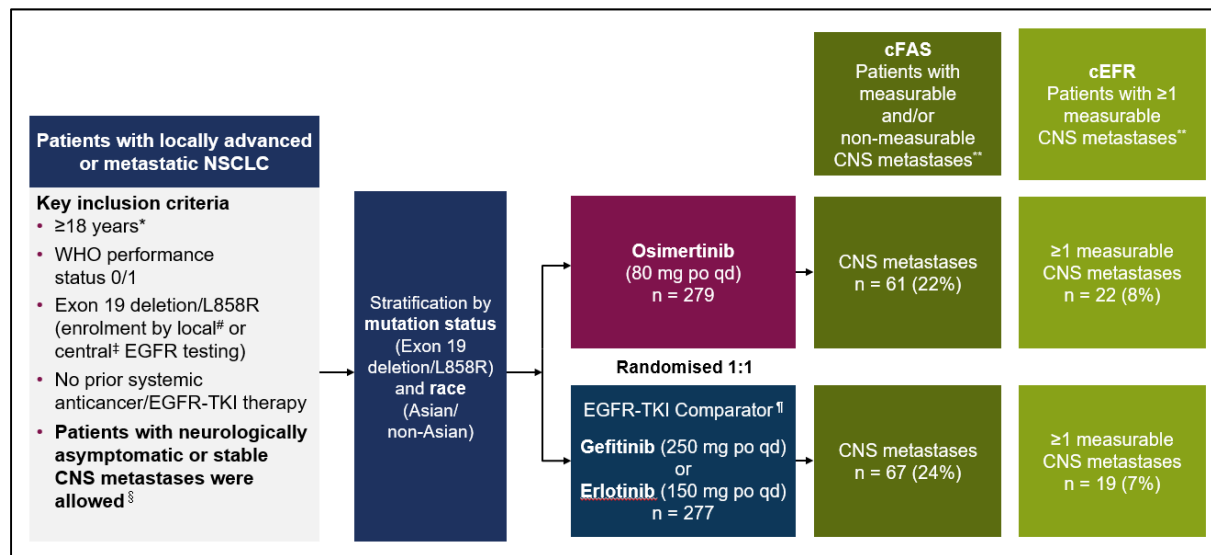 Patients with locally advanced
or metastatic NSCLC
Key inclusion criteria
• ≥18 years*
• WHO performance
status 0/1
• Exon 19 deletion/L858R
(enrolment by local# or
central‡ EGFR testing)
• No prior systemic
anticancer/EGFR-TKI therapy
• Patients with neurologically
asymptomatic or stable
CNS metastases were
allowed§
Stratification by
mutation status
(Exon 19
deletion/L858R)
and race
(Asian/
non-Asian)
Osimertinib
(80 mg po qd)
n = 279
Randomised 1:1
EGFR-TKI Comparator¶
Gefitinib (250 mg po qd)
or
Erlotinib (150 mg po qd)
n = 277
cFAS
Patients with
measurable
and/or
non-measurable
CNS metastases**
CNS metastases
n = 61 (22%)
CNS metastases
n = 67 (24%)
cEFR
Patients with ≥1
measurable
CNS metastases**
≥1 measurable
CNS metastases
n = 22 (8%)
≥1 measurable
CNS metastases
n = 19 (7%)